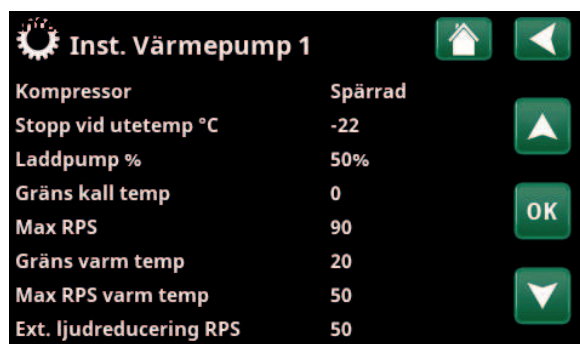 Inst. Värmepump 1
Kompressor Spärrad
Stopp vid utetemp °C -22
Laddpump % 50%
Gräns kall temp 0
Max RPS 90
Gräns varm temp 20
Max RPS varm temp 50
Ext. ljudreducering RPS 50
OK